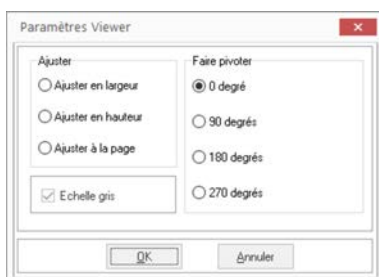 Paramètres Viewer
Ajuster
Ajuster en largeur
Ajuster en hauteur
Ajuster à la page
Echelle gris
Faire pivoter
0 degré
90 degrés
180 degrés
270 degrés
OK
Annuler